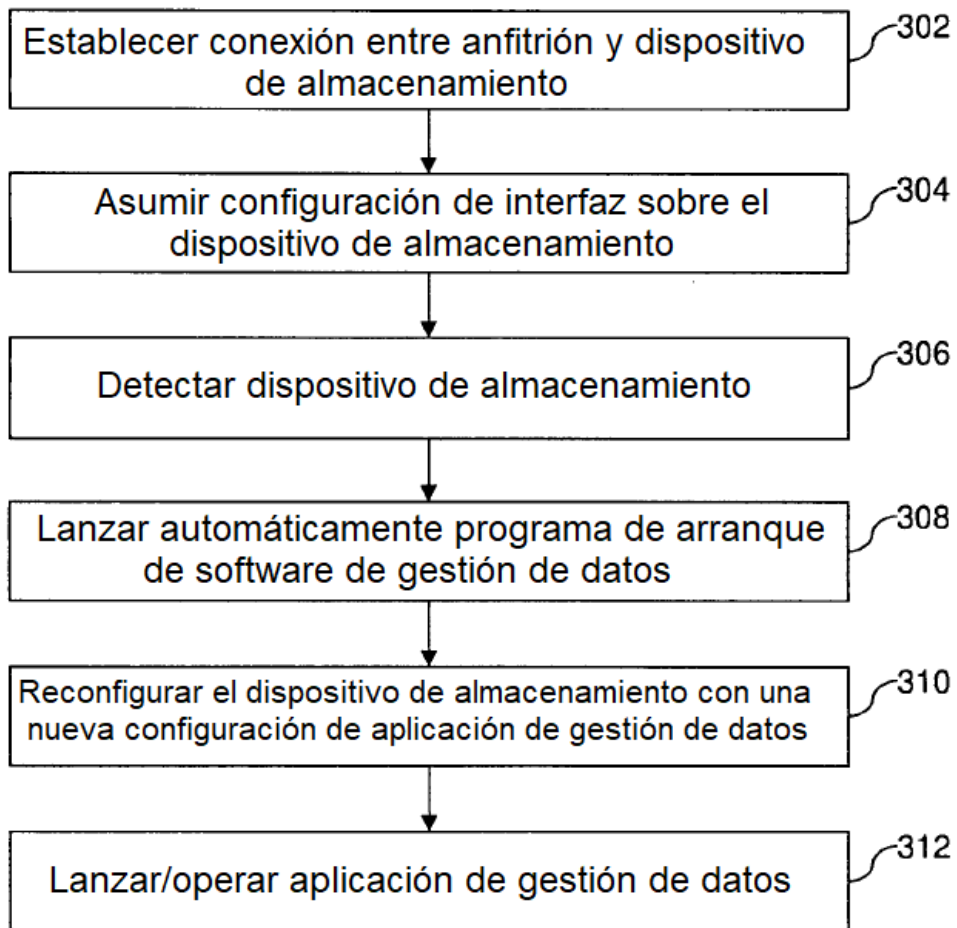 Establecer conexión entre anfitrión y dispositivo
de almacenamiento
302
Asumir configuración de interfaz sobre el
dispositivo de almacenamiento
304
Detectar dispositivo de almacenamiento
306
Lanzar automáticamente programa de arranque
de software de gestión de datos
308
Reconfigurar el dispositivo de almacenamiento con una
nueva configuración de aplicación de gestión de datos
310
Lanzar/operar aplicación de gestión de datos
312